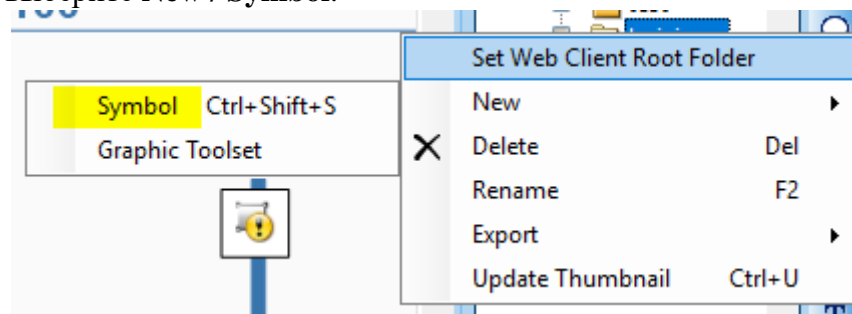 Symbol Ctrl+Shift+S
Graphic Toolset
Set Web Client Root Folder
New
Delete Del
Rename F2
Export
Update Thumbnail Ctrl+U